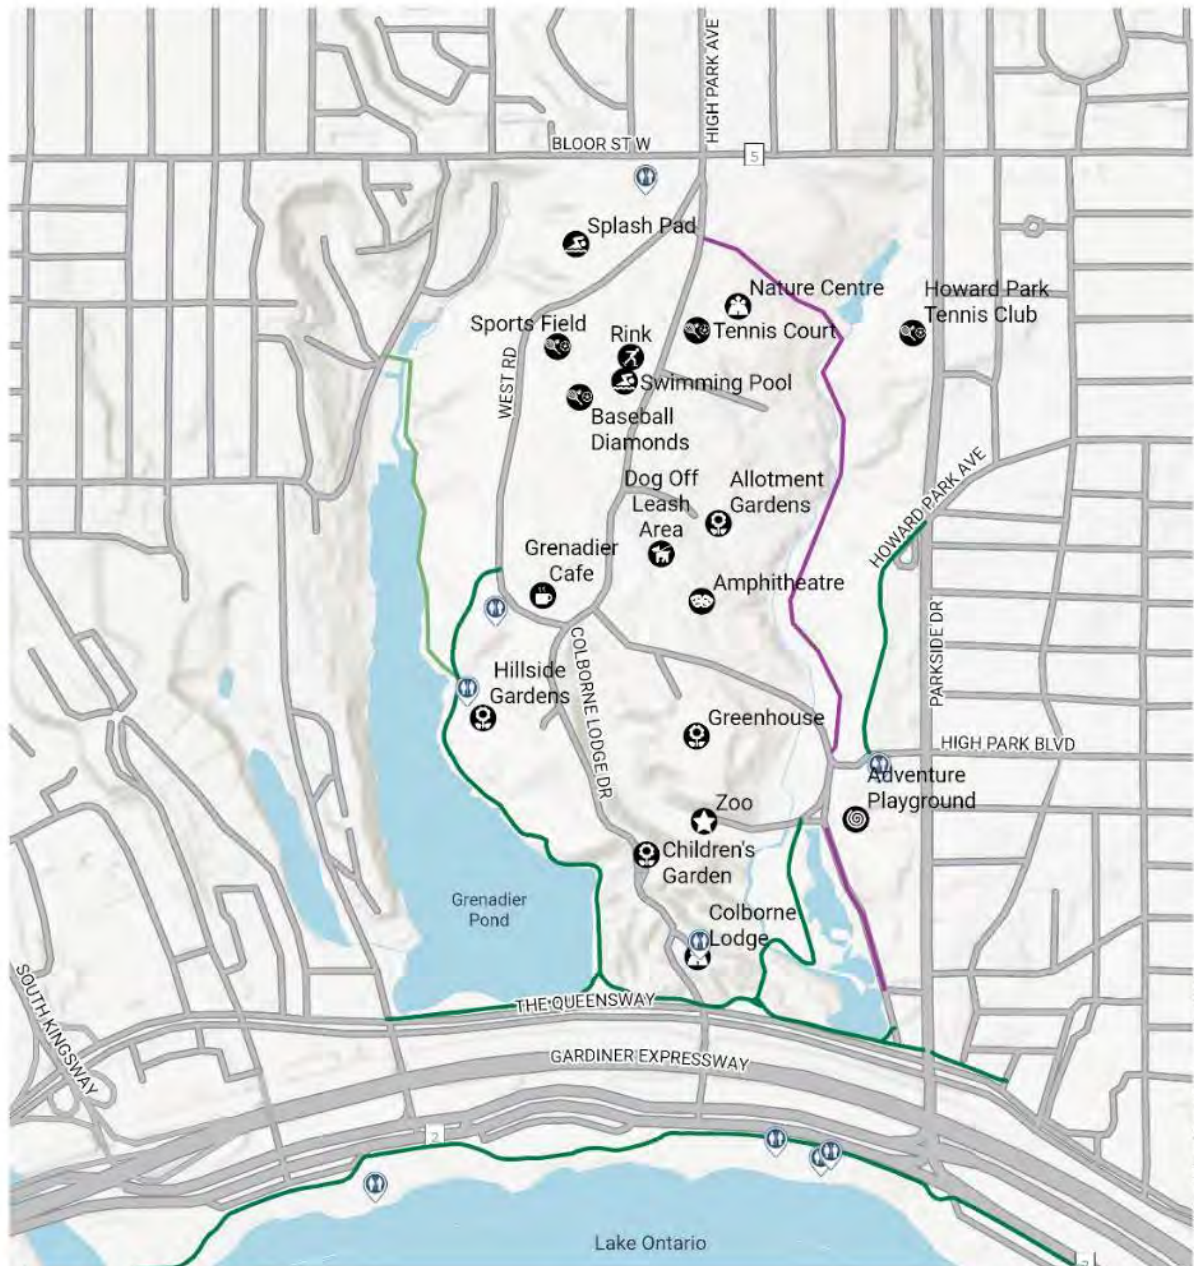 HIGH PARK AVE
BLOOR ST W
5
Splash Pad
Nature Centre
Howard Park
Tennis Club
Sports Field
Rink
Tennis Court
WEST RD
Swimming Pool
Baseball
Diamonds
HOWARD PARK AVE
Dog Off
Leash
Area
Allotment
Gardens
Grenadier
Cafe
Amphitheatre
PARKSIDE DR
COLBORNE LODGE DR
Hillside
Gardens
Greenhouse
HIGH PARK BLVD
Adventure
Playground
Zoo
Children's
Garden
Grenadier
Pond
Colborne
Lodge
SOUTH KINGSWAY
THE QUEENSWAY
GARDINER EXPRESSWAY
2
Lake Ontario
2